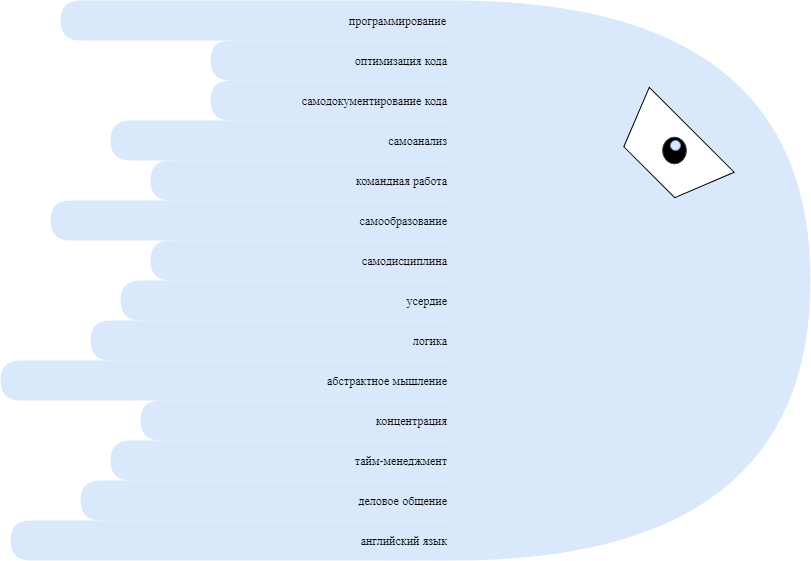 программирование
оптимизация кода
самодокументирование кода
самоанализ
командная работа
самообразование
самодисциплина
усердие
логика
абстрактное мышление
концентрация
тайм-менеджмент
деловое общение
английский язык